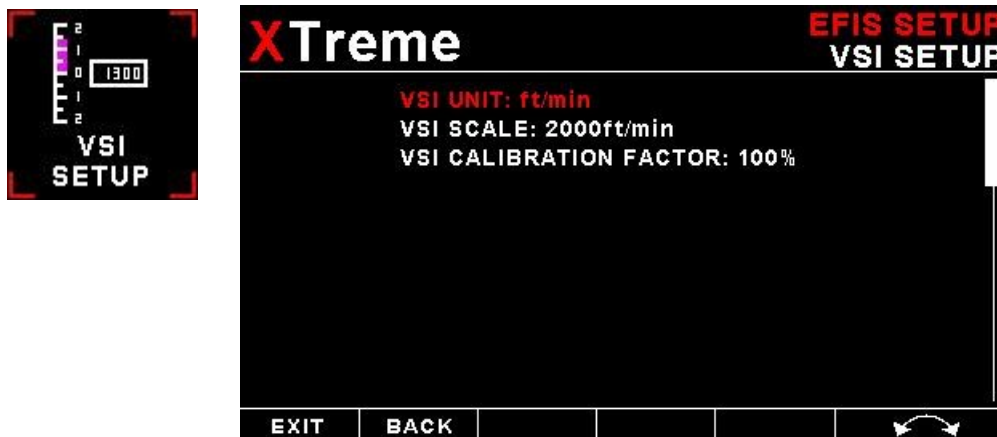 2
1
0
1
2
1300
VSI
SETUP
XTreme
EFIS SETUP
VSI SETUP
VSI UNIT: ft/min
VSI SCALE: 2000ft/min
VSI CALIBRATION FACTOR: 100%
EXIT BACK